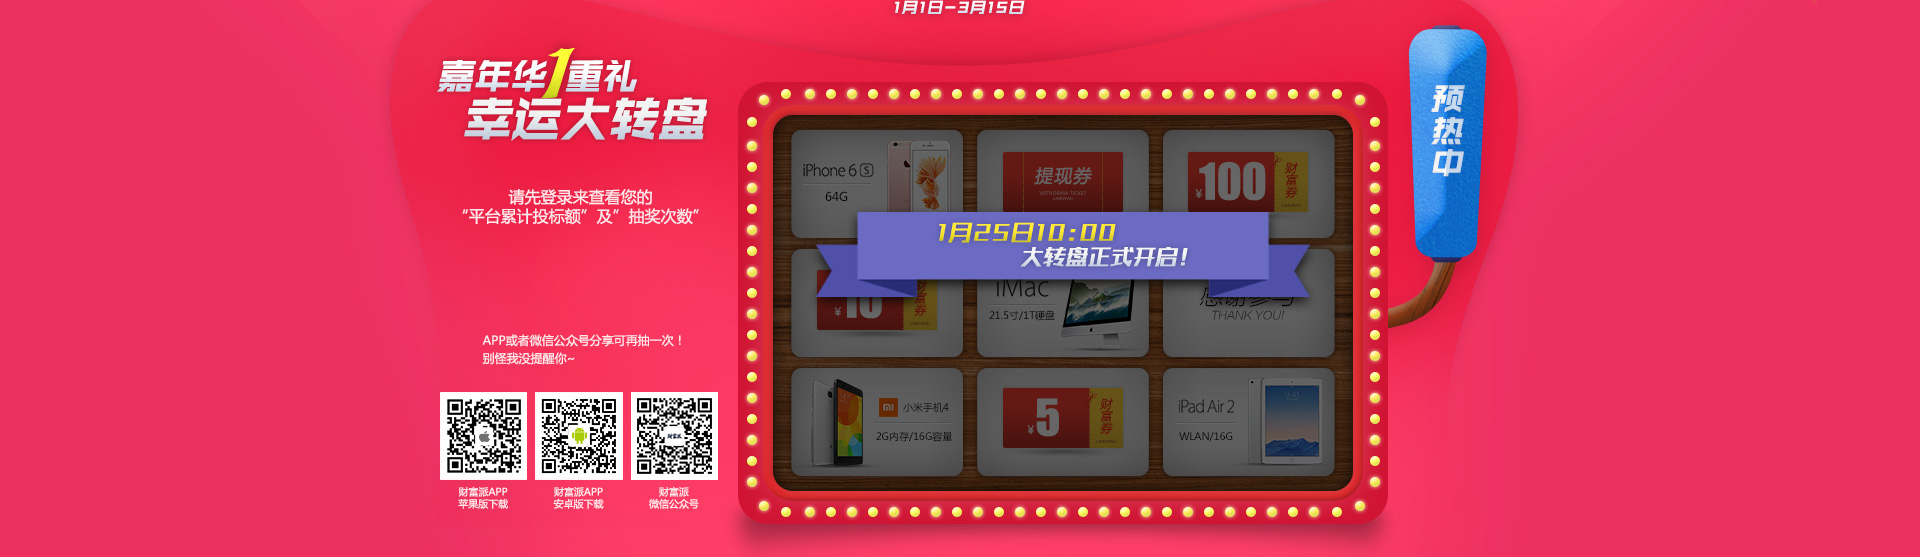 1月1日-3月15日
嘉年华1重礼
幸运大转盘
请先登录来查看您的
“平台累计投标额”及”抽奖次数”
APP或者微信公众号分享可再抽一次！
别怪我没提醒你~
财富派APP
苹果版下载
财富派APP
安卓版下载
财富派
微信公众号
iPhone 6 S
64G
提现券
WITH DRAW TICKET
¥100
财富券
1月25日10:00
大转盘正式开启!
¥10
财富券
iMac
21.5寸/1T硬盘
感谢参与
THANK YOU!
小米手机4
2G内存/16G容量
¥5
财富券
iPad Air 2
WLAN/16G
预热中